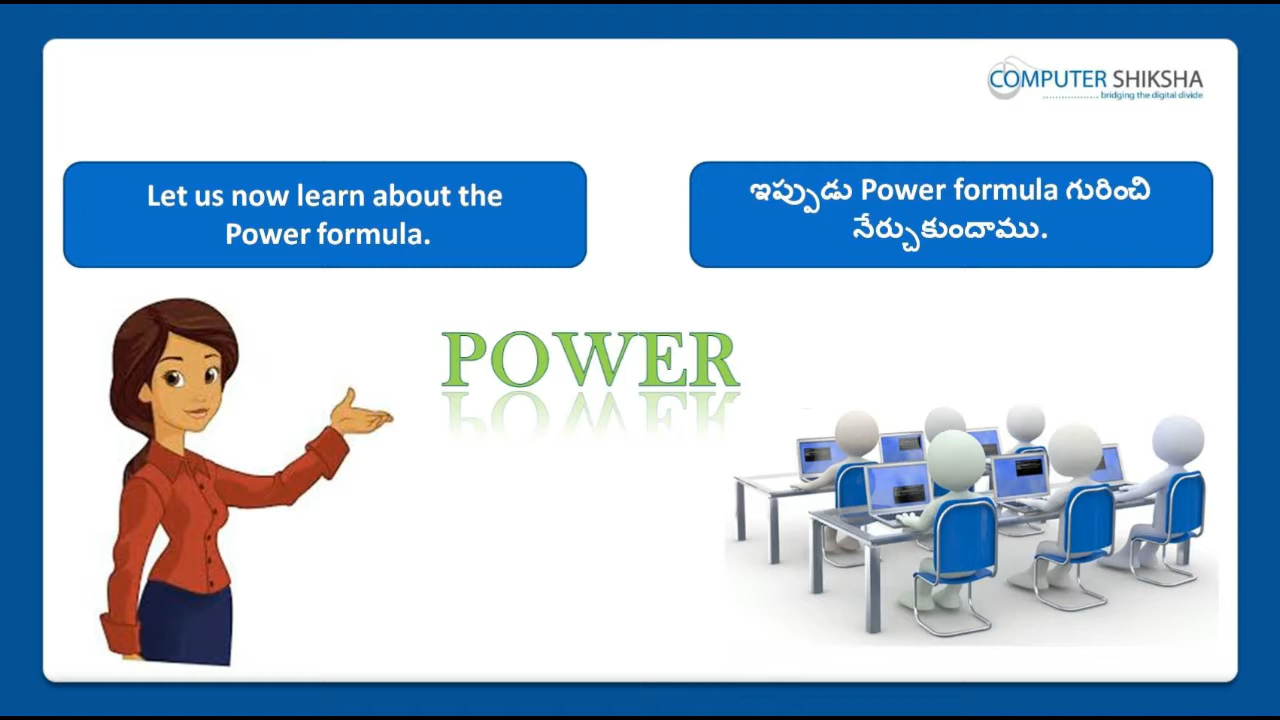 COMPUTER SHIKSHA
bridging the digital divide
Let us now learn about the
Power formula.
ఇప్పుడు Power formula గురించి
నేర్చుకుందాము.
POWER